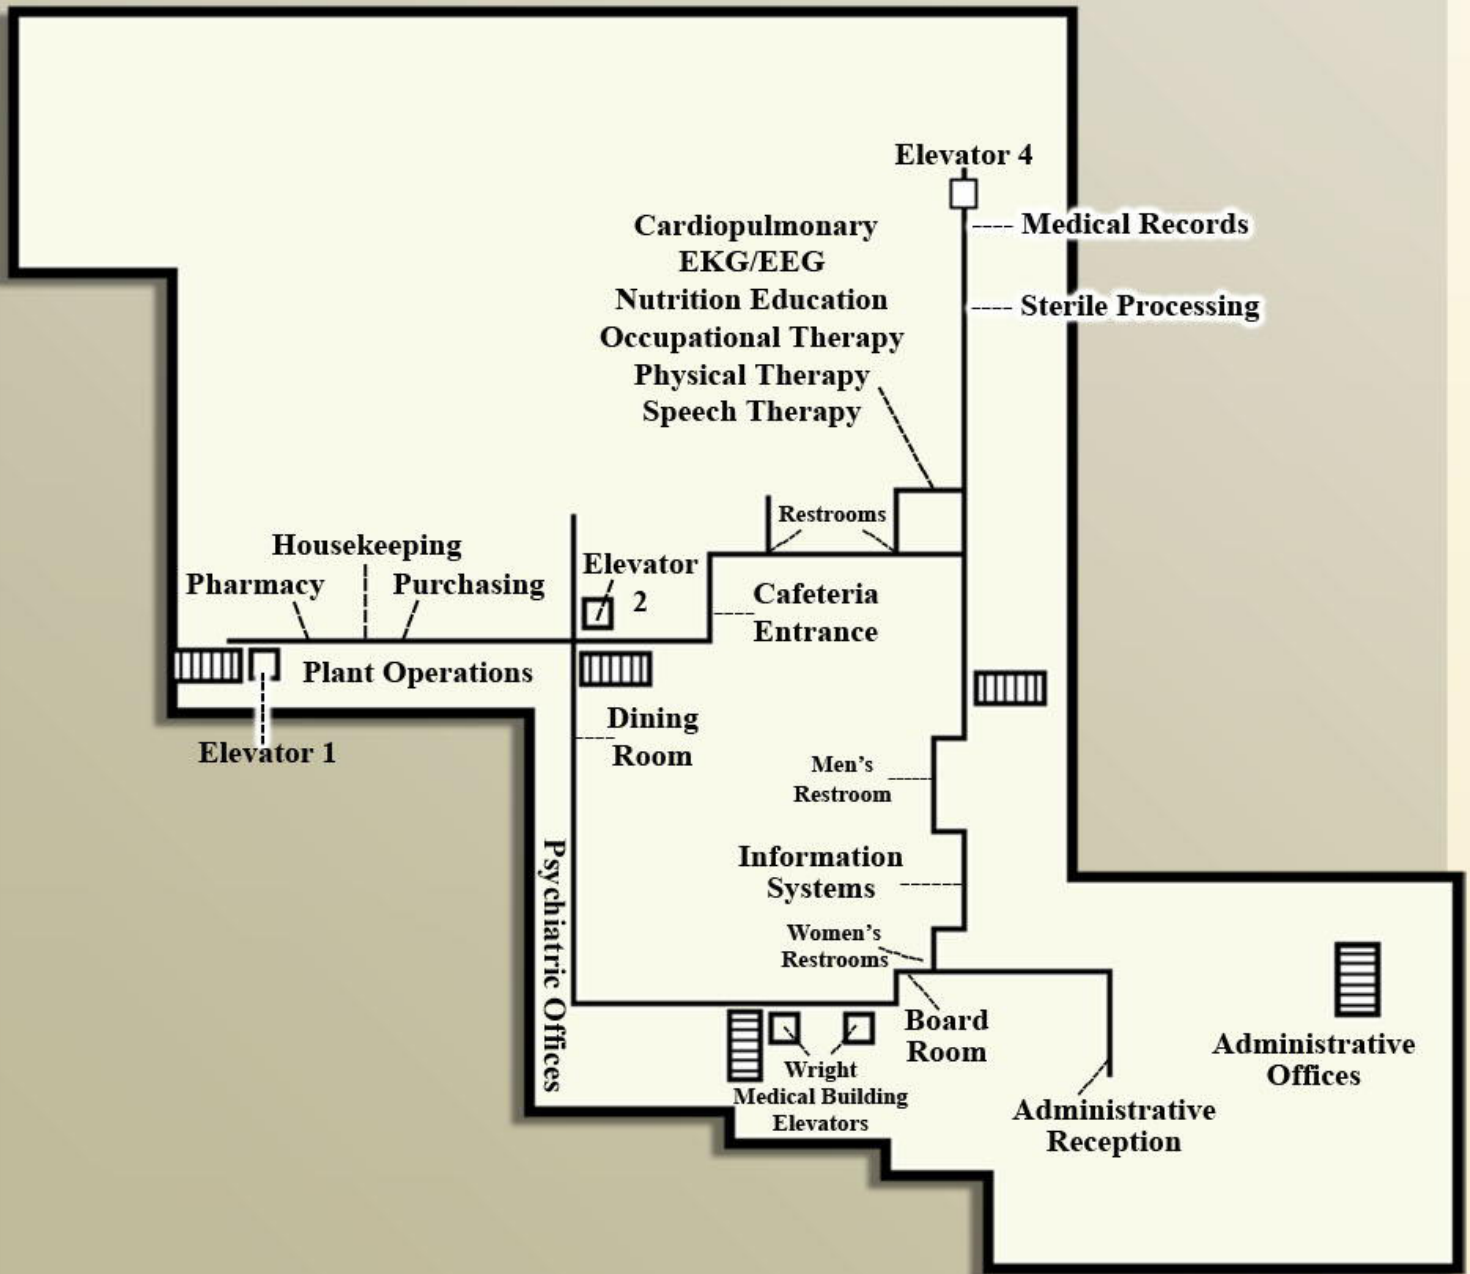 Elevator 4
Medical Records
Cardiopulmonary
EKG/EEG
Nutrition Education
Occupational Therapy
Physical Therapy
Speech Therapy
Sterile Processing
Restrooms
Housekeeping
Pharmacy
Purchasing
Elevator
2
Cafeteria
Entrance
Plant Operations
Elevator 1
Dining
Room
Men's
Restroom
Psychiatric Offices
Information
Systems
Women's
Restrooms
Board
Room
Wright
Medical Building
Elevators
Administrative
Reception
Administrative
Offices